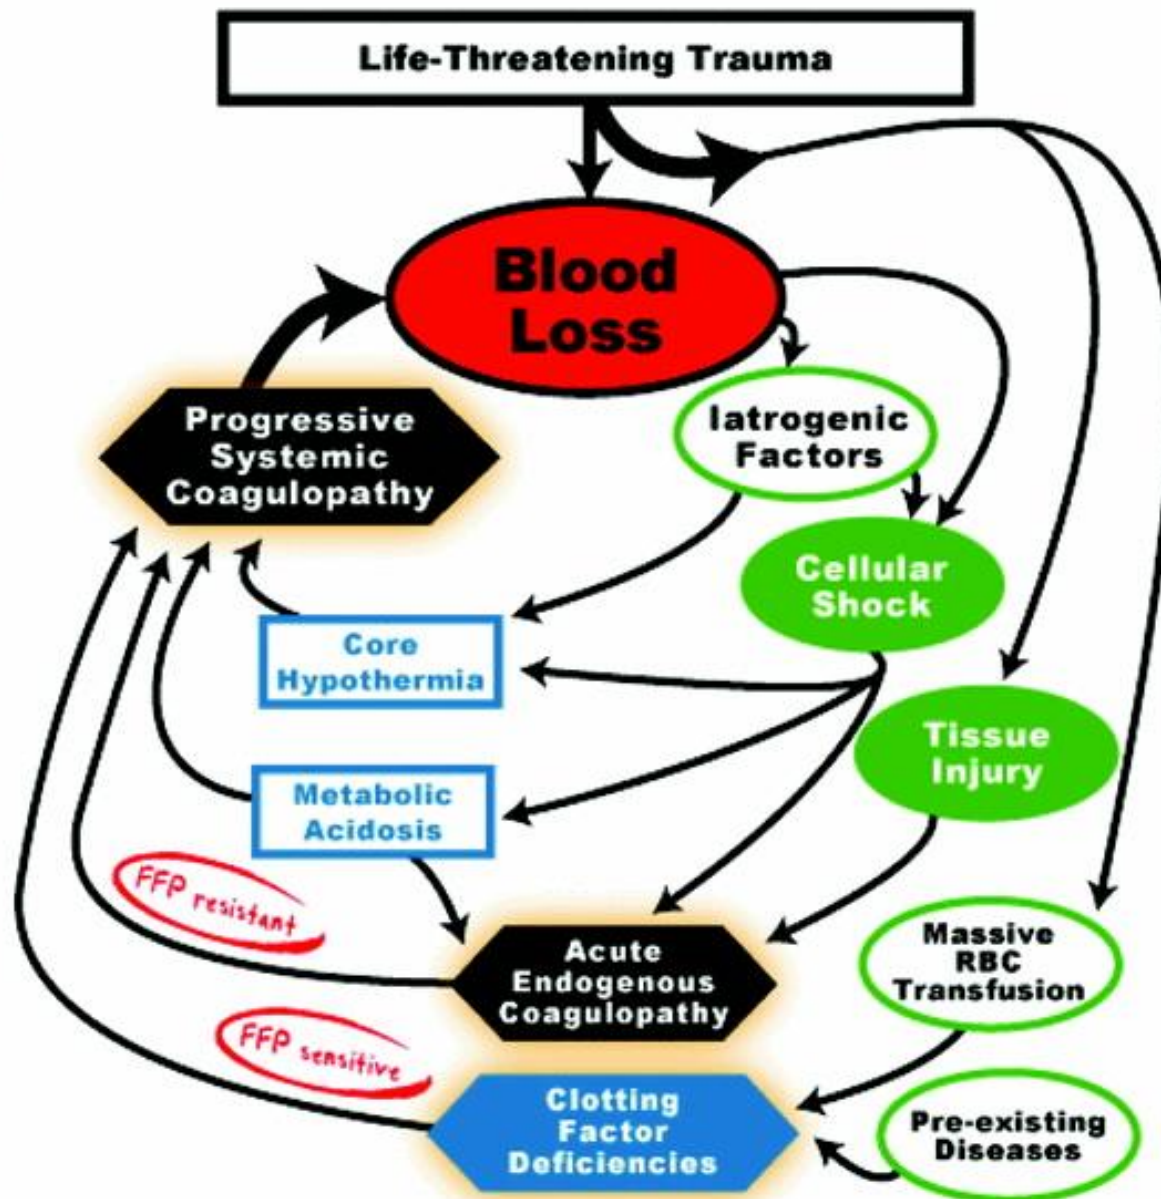 Life-Threatening Trauma
Blood
Loss
Progressive
Systemic
Coagulopathy
Iatrogenic
Factors
Cellular
Shock
Core
Hypothermia
Tissue
Injury
Metabolic
Acidosis
FFP resistant
Acute
Endogenous
Coagulopathy
Massive
RBC
Transfusion
FFP sensitive
Clotting
Factor
Deficiencies
Pre-existing
Diseases